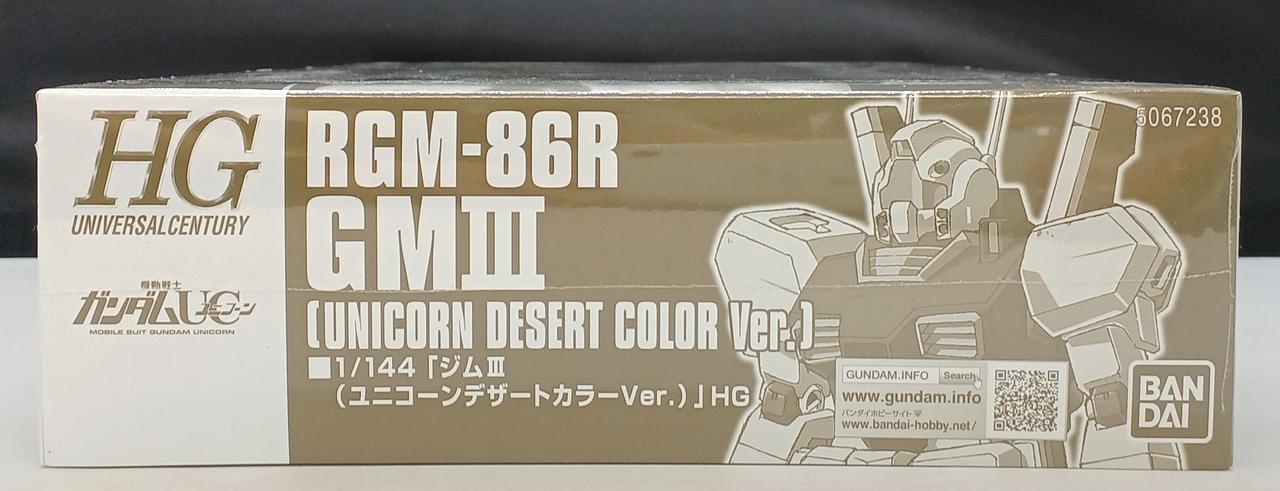 HG
UNIVERSAL CENTURY
機動戦士
ガンダムUC ユニコーン
MOBILE SUIT GUNDAM UNICORN
RGM-86R
GMⅢ
(UNICORN DESERT COLOR Ver.)
■1/144「ジムⅢ
(ユニコーンデザートカラーVer.)」HG
5067238
GUNDAM.INFO Search
www.gundam.info
バンダイホビーサイト
www.bandai-hobby.net/
BAN
DAI